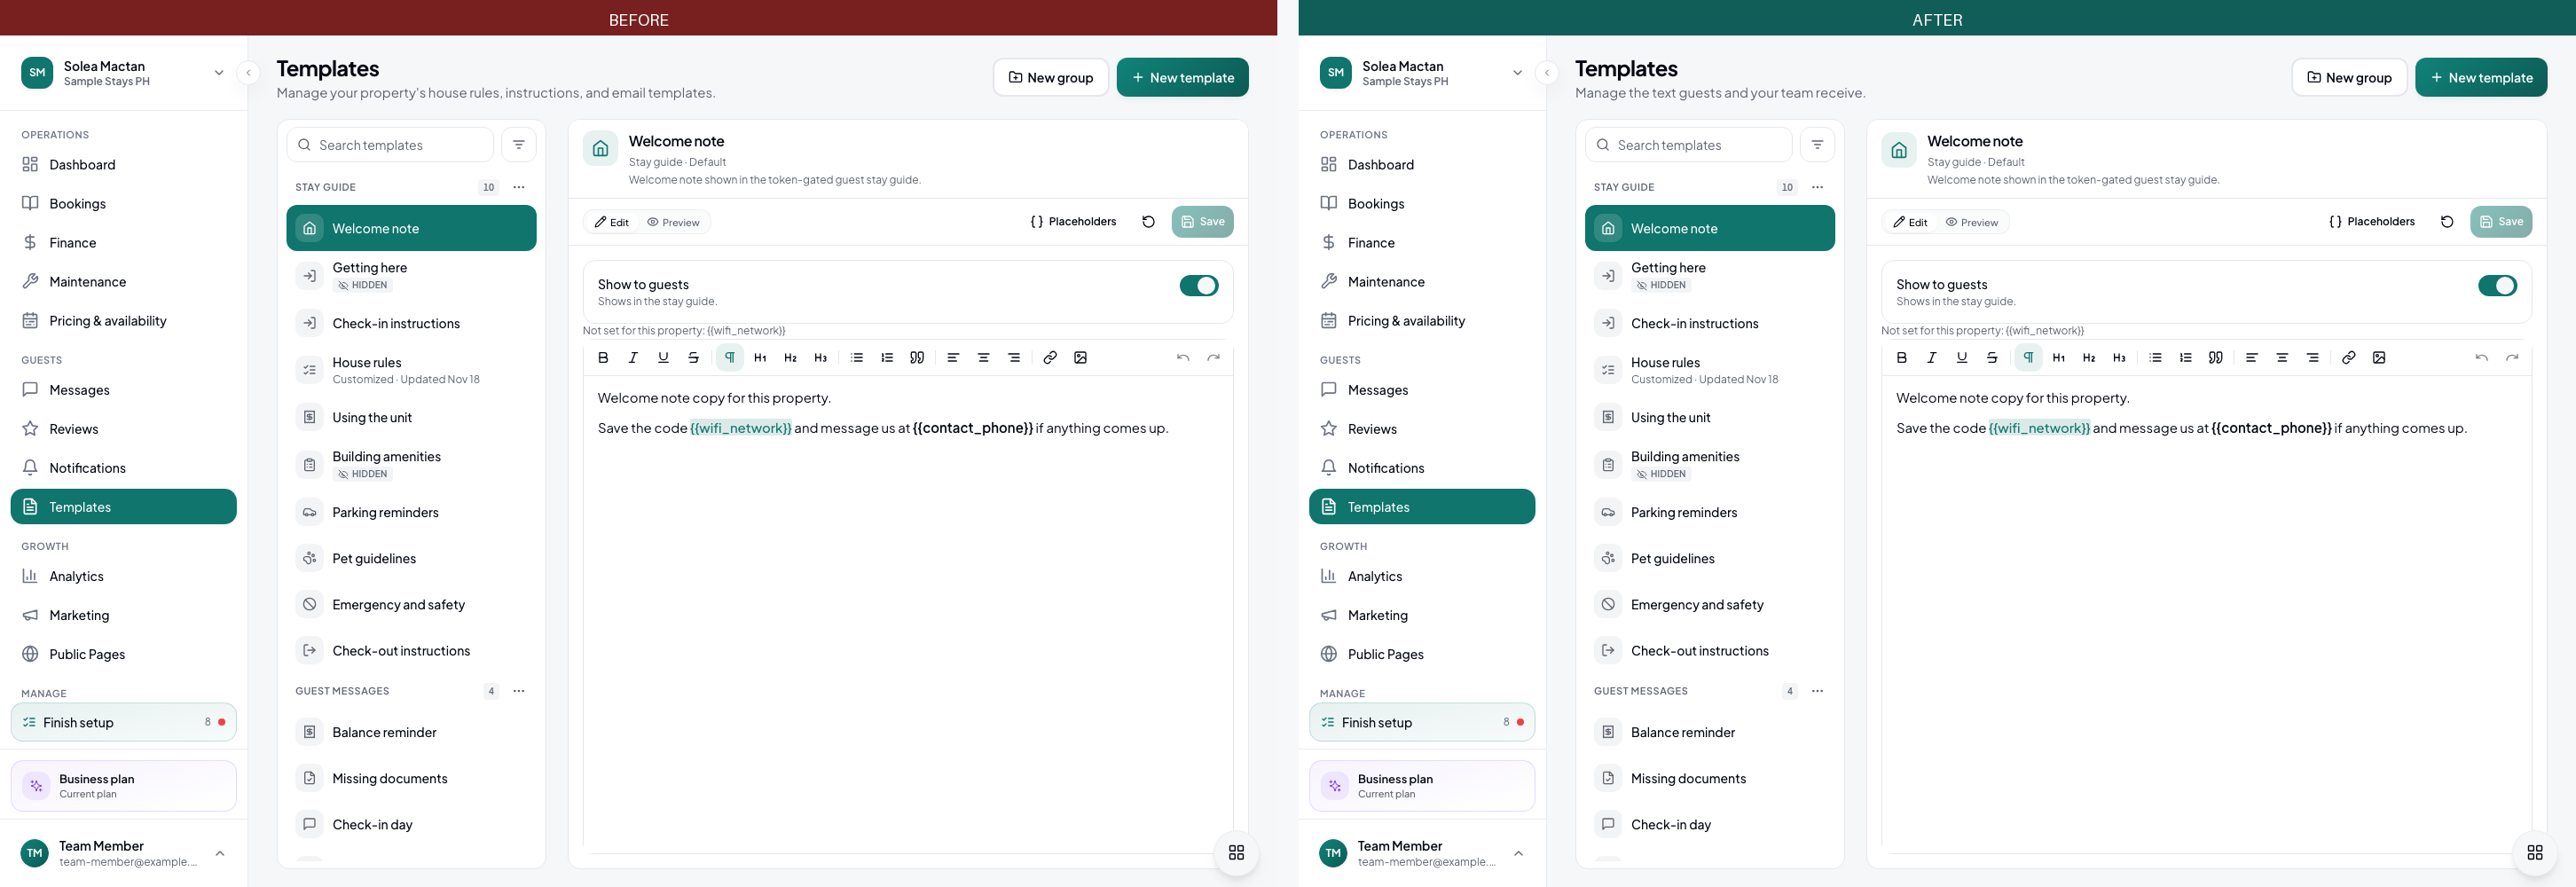 BEFORE
SM
Solea Mactan
Sample Stays PH
OPERATIONS
Dashboard
Bookings
Finance
Maintenance
Pricing & availability
GUESTS
Messages
Reviews
Notifications
Templates
GROWTH
Analytics
Marketing
Public Pages
MANAGE
Finish setup 8
Business plan
Current plan
TM
Team Member
team-member@example....
Templates
Manage your property's house rules, instructions, and email templates.
New group
New template
Search templates
STAY GUIDE 10
Welcome note
Getting here
HIDDEN
Check-in instructions
House rules
Customized · Updated Nov 18
Using the unit
Building amenities
HIDDEN
Parking reminders
Pet guidelines
Emergency and safety
Check-out instructions
GUEST MESSAGES 4
Balance reminder
Missing documents
Check-in day
Welcome note
Stay guide · Default
Welcome note shown in the token-gated guest stay guide.
Edit Preview
{ } Placeholders
Save
Show to guests
Shows in the stay guide.
Not set for this property: {{wifi_network}}
B I U S ¶ H1 H2 H3
Welcome note copy for this property.
Save the code {{wifi_network}} and message us at {{contact_phone}} if anything comes up.
AFTER
SM
Solea Mactan
Sample Stays PH
OPERATIONS
Dashboard
Bookings
Finance
Maintenance
Pricing & availability
GUESTS
Messages
Reviews
Notifications
Templates
GROWTH
Analytics
Marketing
Public Pages
MANAGE
Finish setup 8
Business plan
Current plan
TM
Team Member
team-member@example....
Templates
Manage the text guests and your team receive.
New group
New template
Search templates
STAY GUIDE 10
Welcome note
Getting here
HIDDEN
Check-in instructions
House rules
Customized · Updated Nov 18
Using the unit
Building amenities
HIDDEN
Parking reminders
Pet guidelines
Emergency and safety
Check-out instructions
GUEST MESSAGES 4
Balance reminder
Missing documents
Check-in day
Welcome note
Stay guide · Default
Welcome note shown in the token-gated guest stay guide.
Edit Preview
{ } Placeholders
Save
Show to guests
Shows in the stay guide.
Not set for this property: {{wifi_network}}
B I U S ¶ H1 H2 H3
Welcome note copy for this property.
Save the code {{wifi_network}} and message us at {{contact_phone}} if anything comes up.